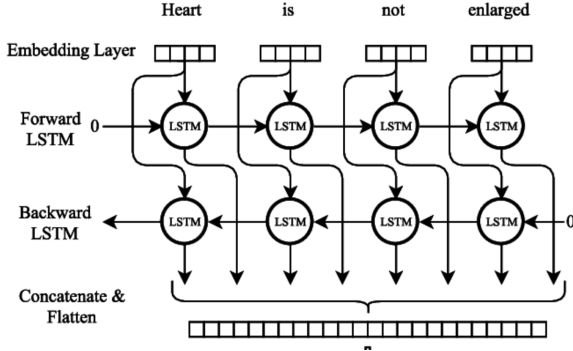 Heart is not enlarged
Embedding Layer
Forward
LSTM
0 LSTM LSTM LSTM LSTM
Backward
LSTM
LSTM LSTM LSTM LSTM 0
Concatenate &
Flatten